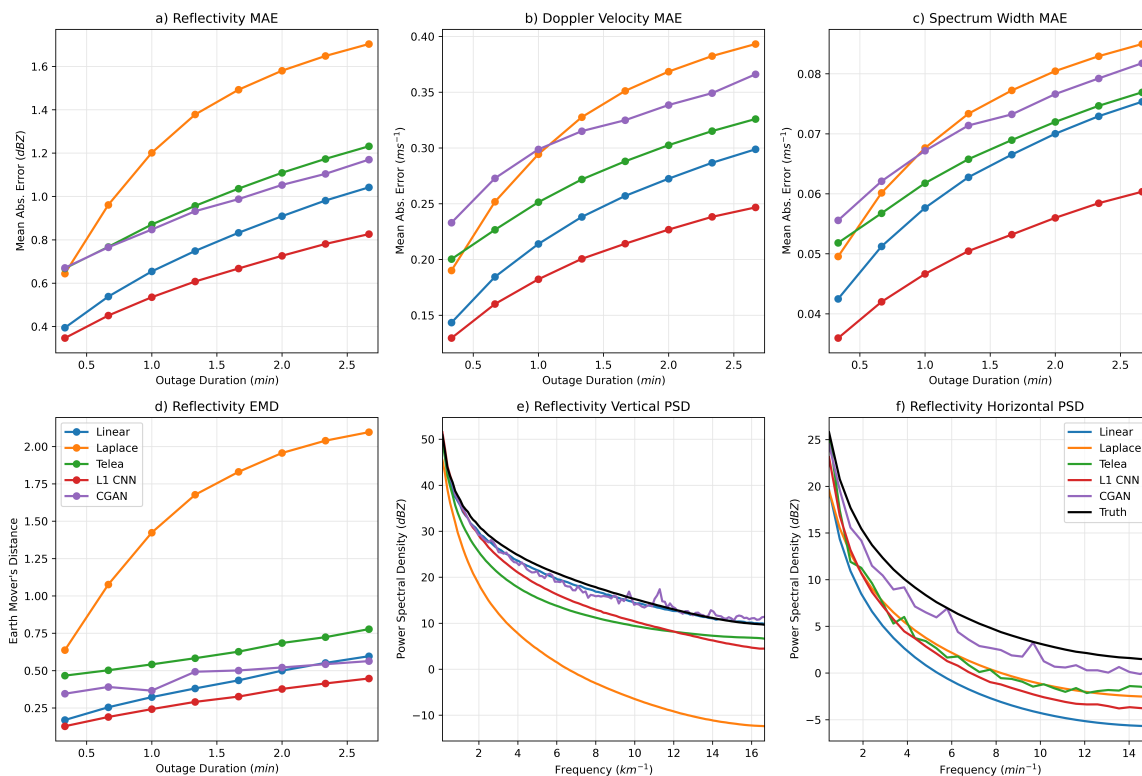 a) Reflectivity MAE
Mean Abs. Error (dBZ)
1.6
1.4
1.2
1.0
0.8
0.6
0.4
0.5
1.0
1.5
2.0
2.5
Outage Duration (min)
b) Doppler Velocity MAE
Mean Abs. Error (ms⁻¹)
0.40
0.35
0.30
0.25
0.20
0.15
0.5
1.0
1.5
2.0
2.5
Outage Duration (min)
c) Spectrum Width MAE
Mean Abs. Error (ms⁻¹)
0.08
0.07
0.06
0.05
0.04
0.5
1.0
1.5
2.0
2.5
Outage Duration (min)
d) Reflectivity EMD
Earth Mover's Distance
2.00
1.75
1.50
1.25
1.00
0.75
0.50
0.25
Linear
Laplace
Telea
L1 CNN
CGAN
0.5
1.0
1.5
2.0
2.5
Outage Duration (min)
e) Reflectivity Vertical PSD
Power Spectral Density (dBZ)
50
40
30
20
10
0
−10
2
4
6
8
10
12
14
16
Frequency (km⁻¹)
f) Reflectivity Horizontal PSD
Power Spectral Density (dBZ)
25
20
15
10
5
0
−5
Linear
Laplace
Telea
L1 CNN
CGAN
Truth
2
4
6
8
10
12
14
16
Frequency (min⁻¹)